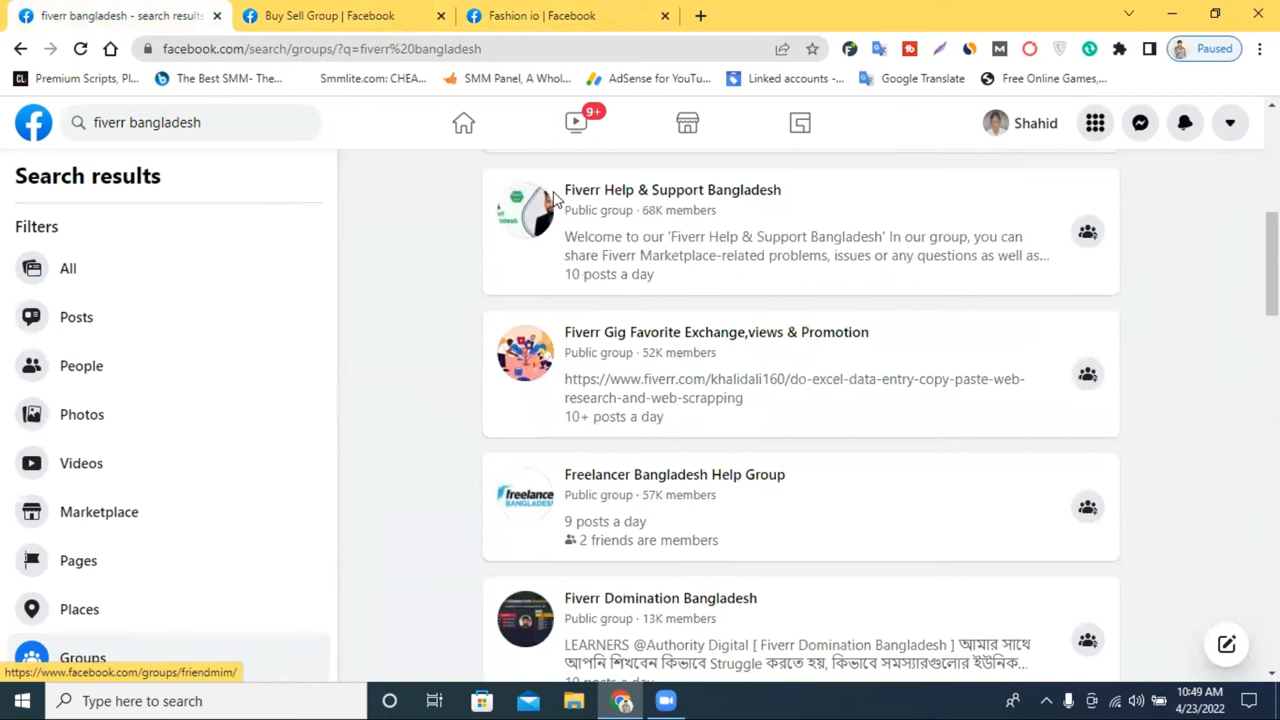 fiverr bangladesh - search results
Buy Sell Group | Facebook
Fashion io | Facebook
facebook.com/search/groups/?q=fiverr%20bangladesh
Paused
Premium Scripts, Pl...
The Best SMM- The...
Smmlite.com: CHEA...
SMM Panel, A Whol...
AdSense for YouTu...
Linked accounts -...
Google Translate
Free Online Games,...
fiverr bangladesh
9+
Shahid
Search results
Filters
All
Posts
People
Photos
Videos
Marketplace
Pages
Places
Groups
Fiverr Help & Support Bangladesh
Public group · 68K members
Welcome to our 'Fiverr Help & Support Bangladesh' In our group, you can
share Fiverr Marketplace-related problems, issues or any questions as well as...
10 posts a day
Fiverr Gig Favorite Exchange,views & Promotion
Public group · 52K members
https://www.fiverr.com/khalidali160/do-excel-data-entry-copy-paste-web-
research-and-web-scrapping
10+ posts a day
Freelancer Bangladesh Help Group
Public group · 57K members
9 posts a day
2 friends are members
Fiverr Domination Bangladesh
Public group · 13K members
LEARNERS @Authority Digital [ Fiverr Domination Bangladesh ] আমার সাথে
আপনি শিখবেন কিভাবে Struggle করতে হয়, কিভাবে সমস্যারগুলোর ইউনিক...
https://www.facebook.com/groups/friendmim/
Type here to search
10:49 AM
4/23/2022